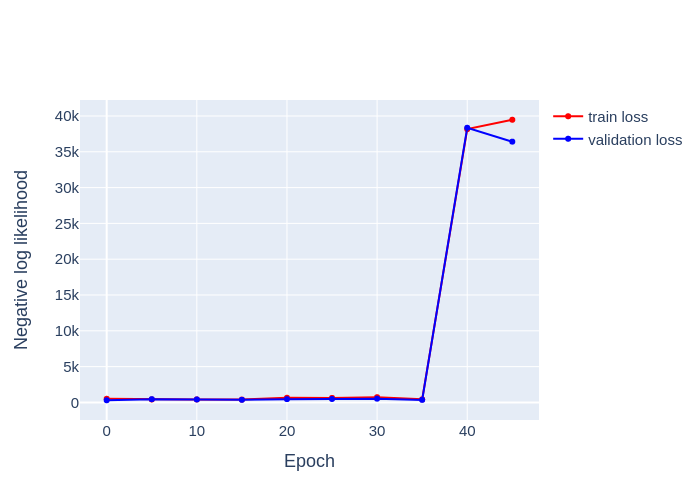 40k
35k
30k
25k
20k
15k
10k
5k
0
0 10 20 30 40
Epoch
Negative log likelihood
train loss
validation loss